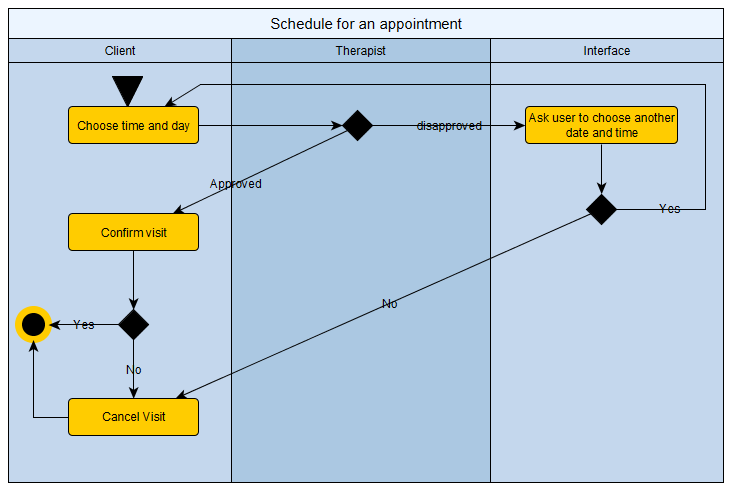 Schedule for an appointment
Client
Therapist
Interface
Choose time and day
disapproved
Ask user to choose another
date and time
Approved
Yes
Confirm visit
No
Yes
No
Cancel Visit